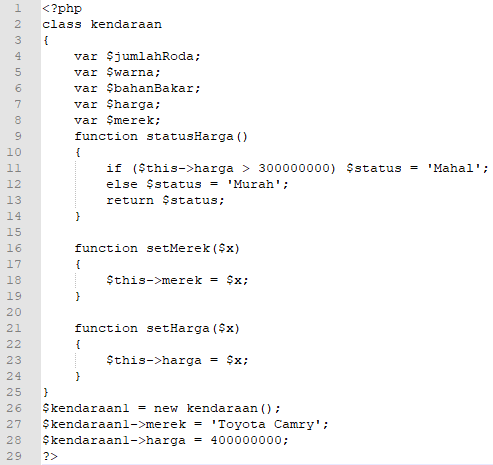 1 <?php
2 class kendaraan
3 {
4     var $jumlahRoda;
5     var $warna;
6     var $bahanBakar;
7     var $harga;
8     var $merek;
9     function statusHarga()
10     {
11         if ($this->harga > 300000000) $status = 'Mahal';
12         else $status = 'Murah';
13         return $status;
14     }
15
16     function setMerek($x)
17     {
18         $this->merek = $x;
19     }
20
21     function setHarga($x)
22     {
23         $this->harga = $x;
24     }
25 }
26 $kendaraan1 = new kendaraan();
27 $kendaraan1->merek = 'Toyota Camry';
28 $kendaraan1->harga = 400000000;
29 ?>